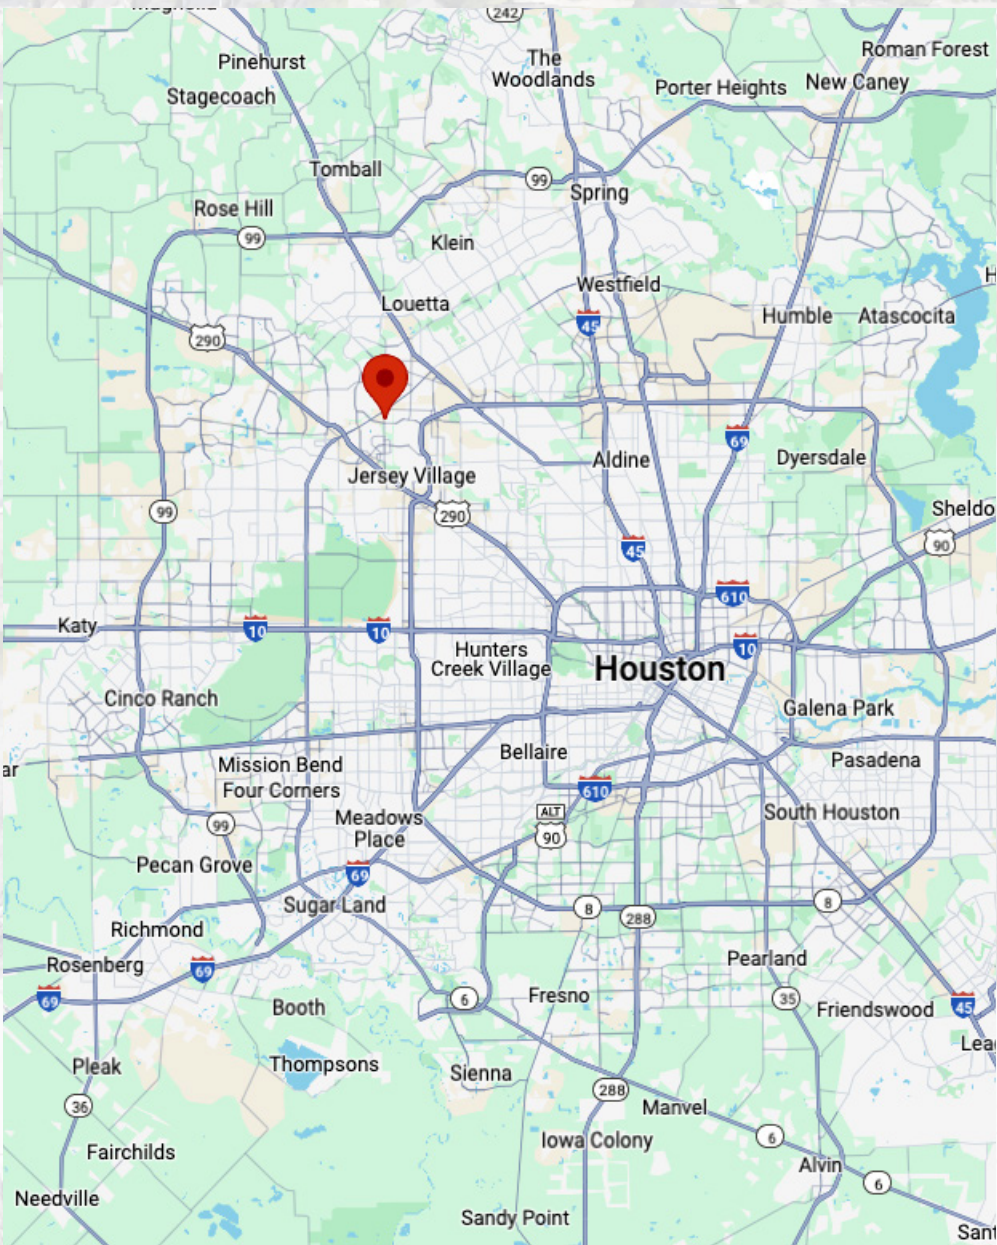 242
Roman Forest
Pinehurst
The
Woodlands
Porter Heights
New Caney
Stagecoach
Tomball
99
Spring
Rose Hill
99
Klein
Westfield
Louetta
45
Humble
Atascocita
290
69
Aldine
Dyersdale
Jersey Village
99
290
Sheldo
90
45
610
Katy
10
10
10
Hunters
Creek Village
Houston
Cinco Ranch
Galena Park
Bellaire
Pasadena
ar
Mission Bend
Four Corners
610
Meadows
Place
ALT
90
South Houston
99
Pecan Grove
69
Sugar Land
8
288
8
Richmond
Rosenberg
69
Pearland
69
Booth
6
Fresno
35
Friendswood
45
Lea
Pleak
Thompsons
Sienna
288
36
Manvel
6
Iowa Colony
Fairchilds
Alvin
6
Needville
Sandy Point
Sant